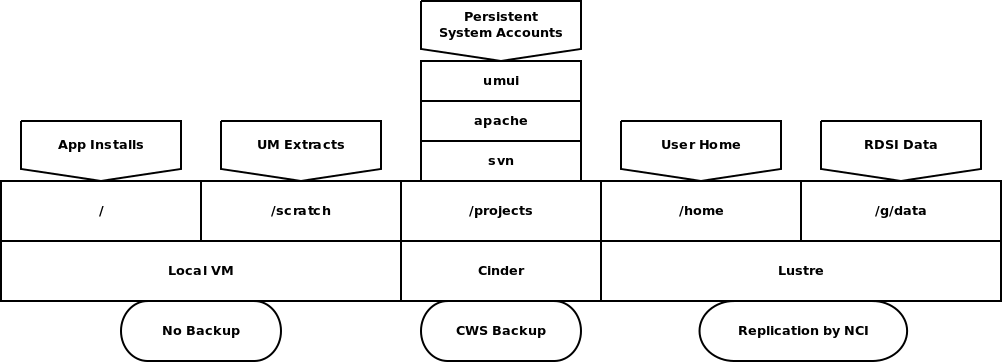 Persistent
System Accounts
umui
apache
svn
App Installs
UM Extracts
User Home
RDSI Data
/
/scratch
/projects
/home
/g/data
Local VM
Cinder
Lustre
No Backup
CWS Backup
Replication by NCI